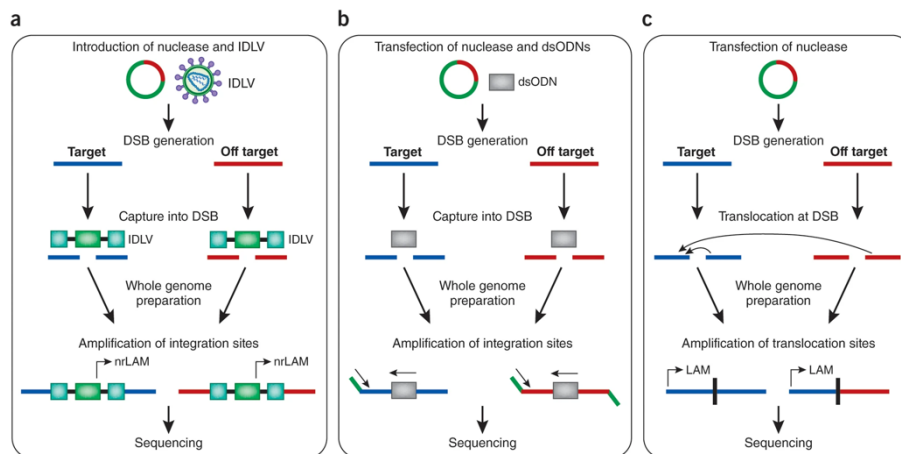 a
Introduction of nuclease and IDLV
IDLV
DSB generation
Target
Off target
Capture into DSB
IDLV
IDLV
Whole genome
preparation
Amplification of integration sites
nrLAM
nrLAM
Sequencing
b
Transfection of nuclease and dsODNs
dsODN
DSB generation
Target
Off target
Capture into DSB
Whole genome
preparation
Amplification of integration sites
Sequencing
c
Transfection of nuclease
DSB generation
Target
Off target
Translocation at DSB
Whole genome
preparation
Amplification of translocation sites
LAM
LAM
Sequencing